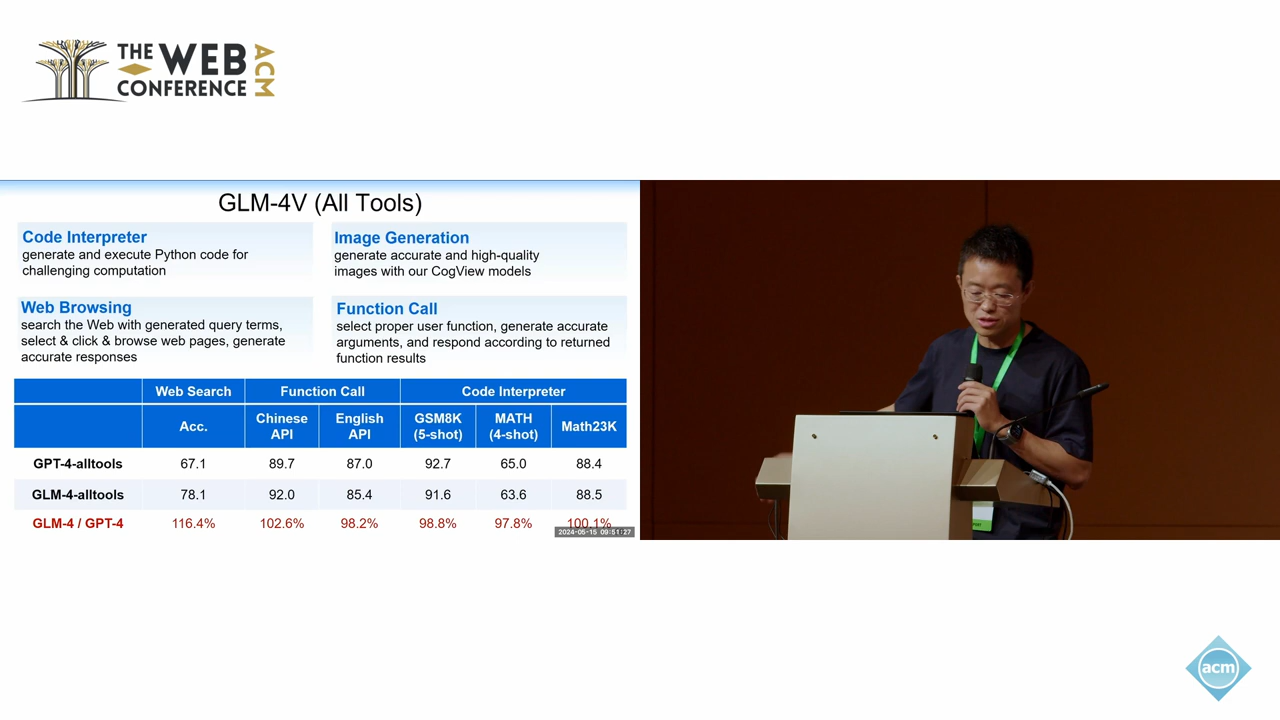 THE WEB
CONFERENCE
ACM
GLM-4V (All Tools)
Code Interpreter
generate and execute Python code for
challenging computation
Image Generation
generate accurate and high-quality
images with our CogView models
Web Browsing
search the Web with generated query terms,
select & click & browse web pages, generate
accurate responses
Function Call
select proper user function, generate accurate
arguments, and respond according to returned
function results
Web Search Function Call Code Interpreter
Acc. Chinese API English API GSM8K (5-shot) MATH (4-shot) Math23K
GPT-4-alltools 67.1 89.7 87.0 92.7 65.0 88.4
GLM-4-alltools 78.1 92.0 85.4 91.6 63.6 88.5
GLM-4 / GPT-4 116.4% 102.6% 98.2% 98.8% 97.8% 100.1%
2024-05-15 09:51:27
acm